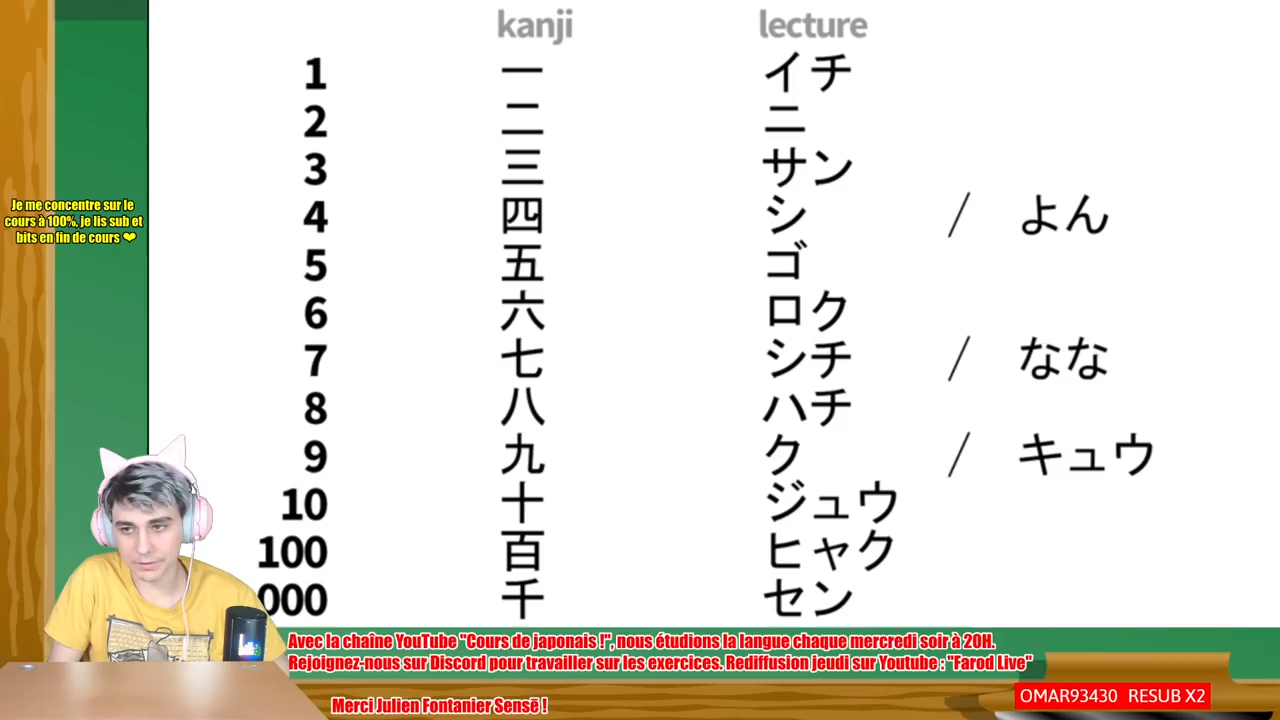 kanji lecture
1 一 イチ
2 二 ニ
3 三 サン
4 四 シ / よん
5 五 ゴ
6 六 ロク
7 七 シチ / なな
8 八 ハチ
9 九 ク / キュウ
10 十 ジュウ
100 百 ヒャク
000 千 セン
Je me concentre sur le
cours à 100%, je lis sub et
bits en fin de cours ❤
Avec la chaîne YouTube "Cours de japonais !", nous étudions la langue chaque mercredi soir à 20H.
Rejoignez-nous sur Discord pour travailler sur les exercices. Rediffusion jeudi sur Youtube : "Farod Live"
Merci Julien Fontanier Sensē !
OMAR93430 RESUB X2